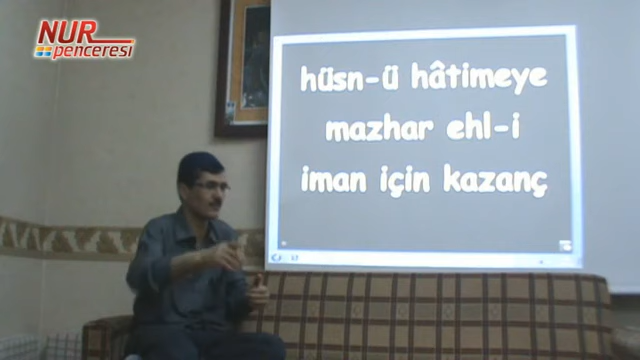 NUR
penceresi
hüsn-ü hâtimeye
mazhar ehl-i
iman için kazanç